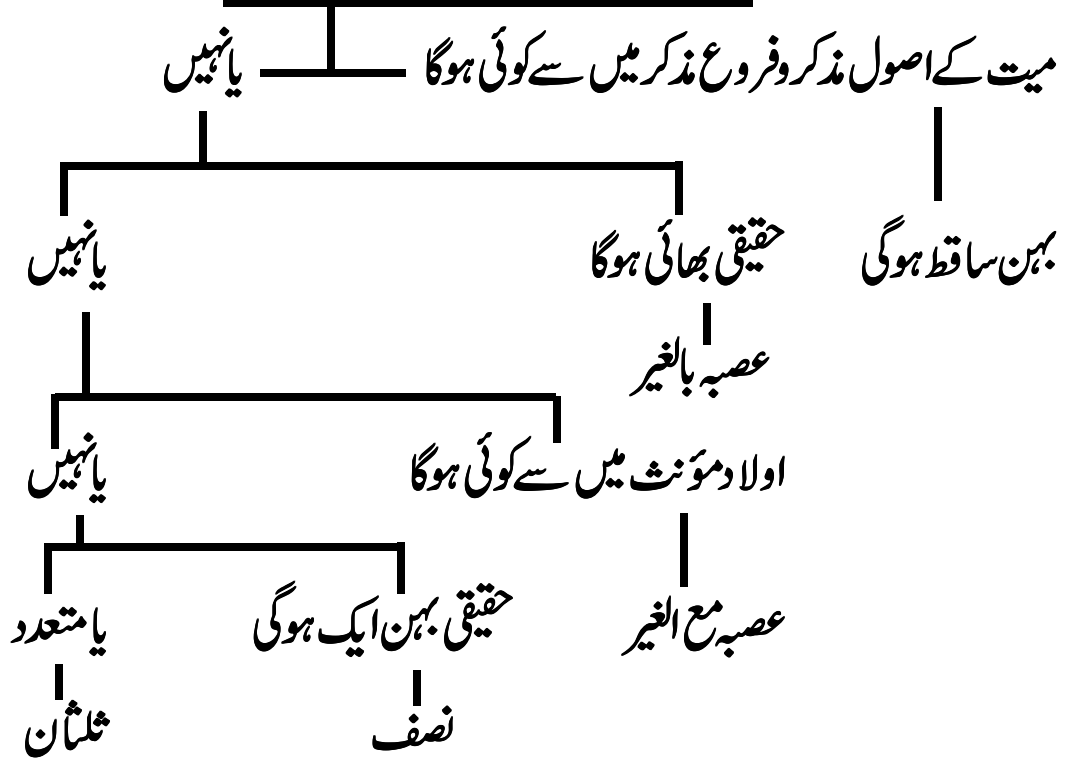 میت کے اصول مذکر و فروع مذکر میں سے کوئی ہوگا یا نہیں
بہن ساقط ہوگی حقیقی بھائی ہوگا یا نہیں
عصبہ بالغیر
اولاد مؤنث میں سے کوئی ہوگا یا نہیں
عصبہ مع الغیر حقیقی بہن ایک ہوگی یا متعدد
نصف ثلثان